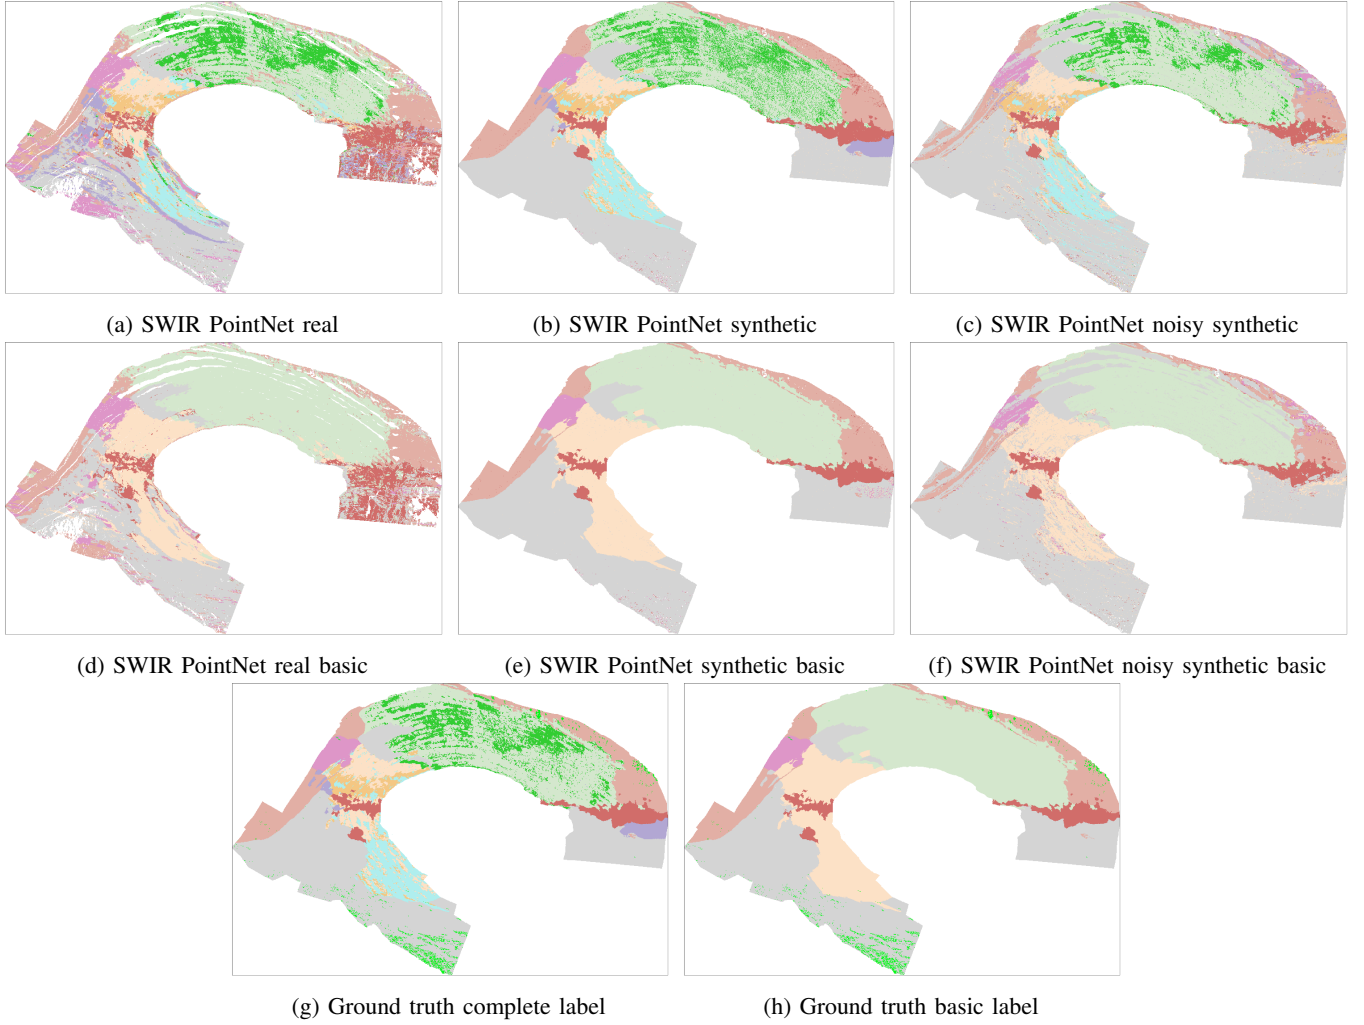 (a) SWIR PointNet real
(b) SWIR PointNet synthetic
(c) SWIR PointNet noisy synthetic
(d) SWIR PointNet real basic
(e) SWIR PointNet synthetic basic
(f) SWIR PointNet noisy synthetic basic
(g) Ground truth complete label
(h) Ground truth basic label